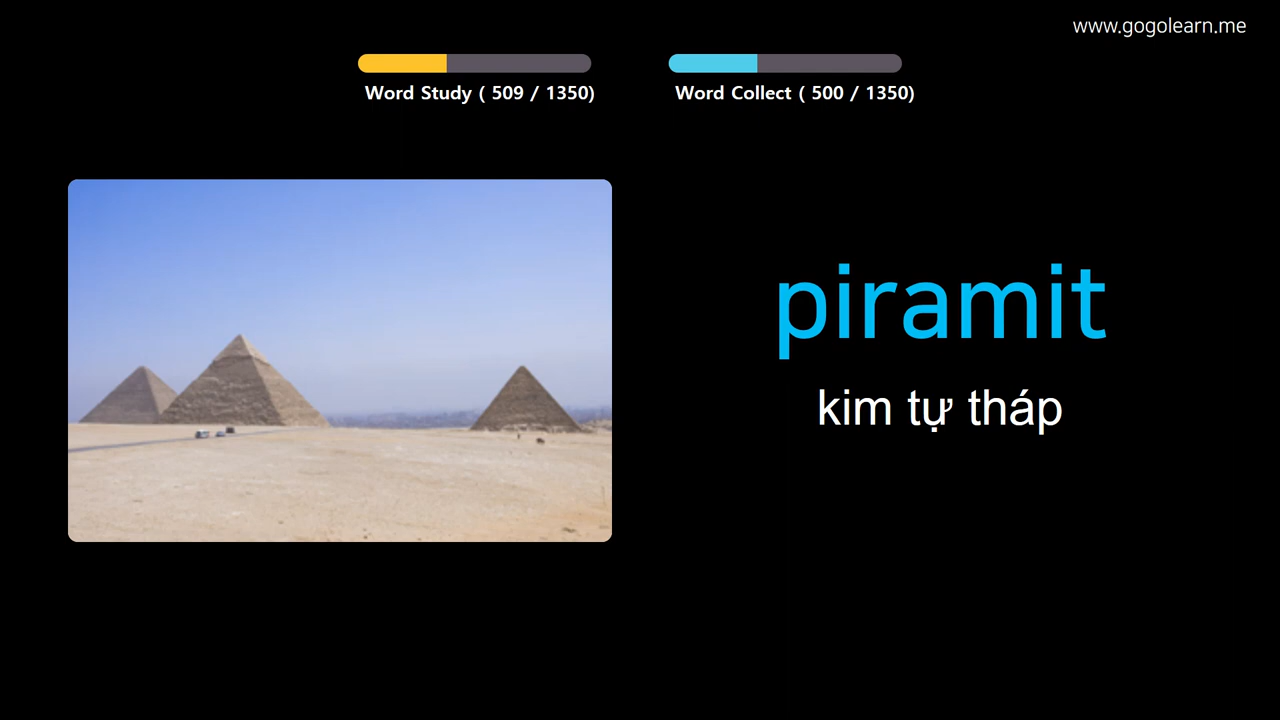 www.gogolearn.me
Word Study ( 509 / 1350)
Word Collect ( 500 / 1350)
piramit
kim tự tháp